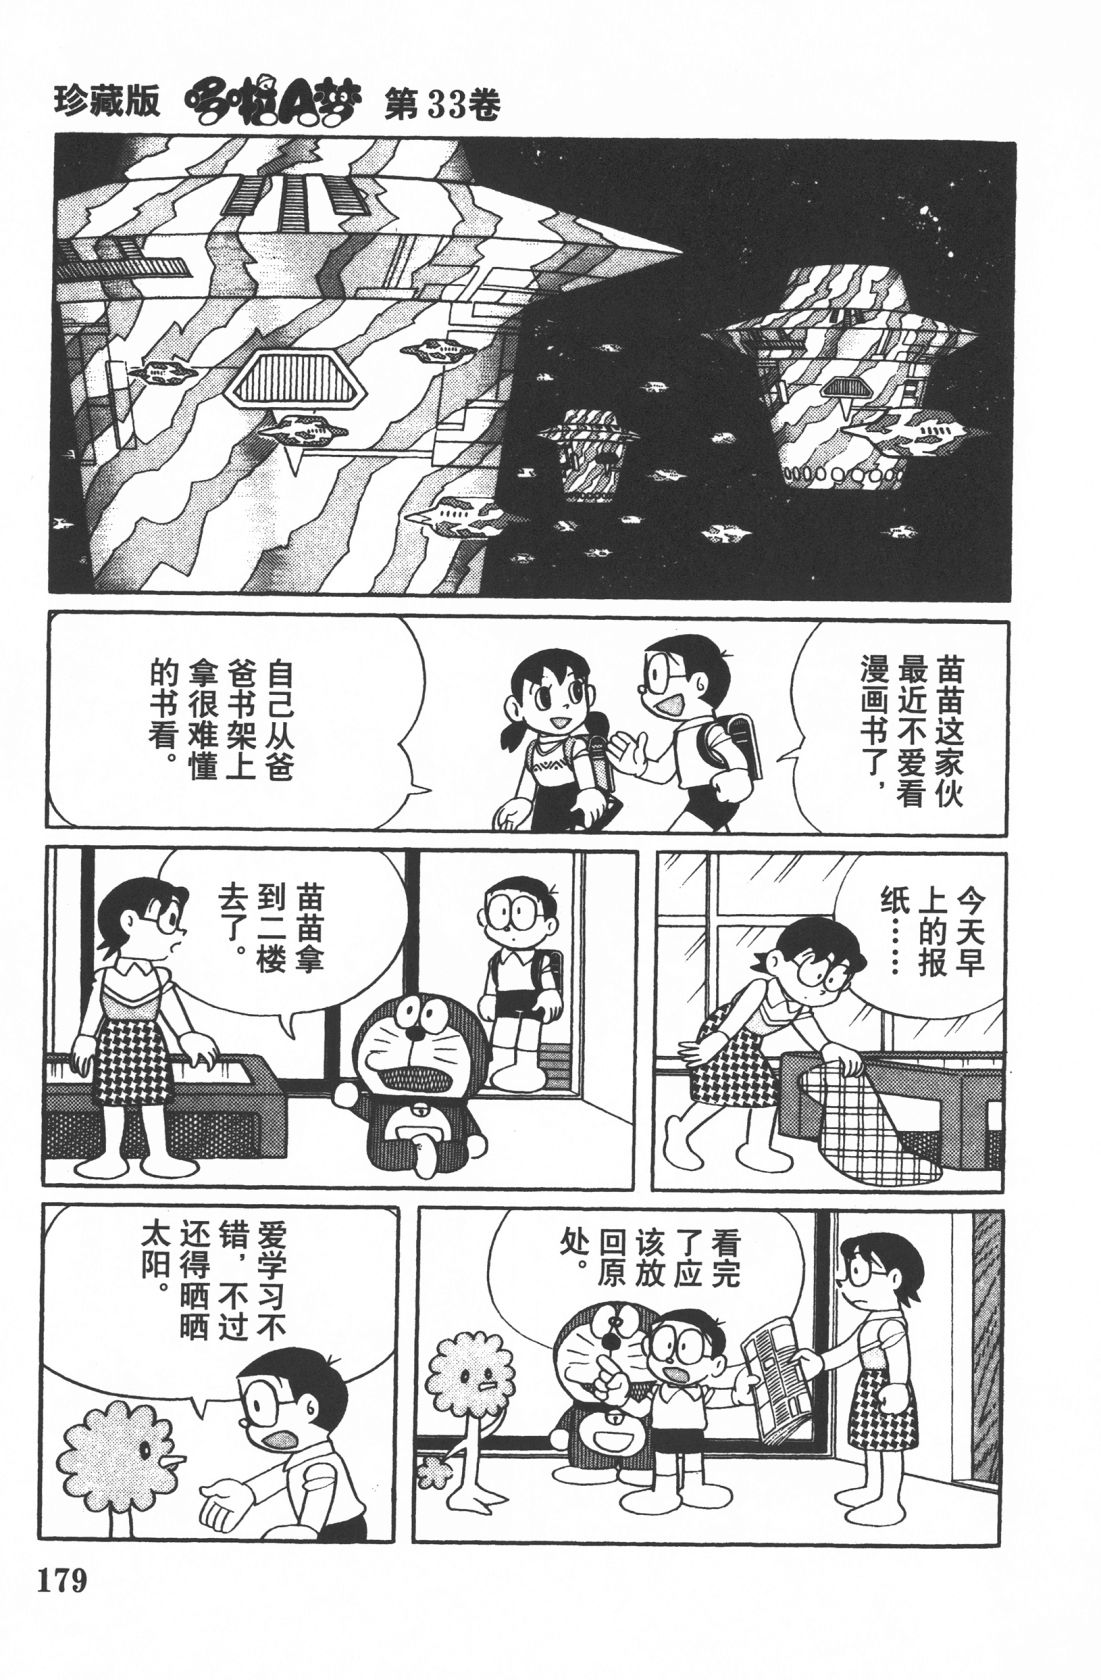 珍藏版 哆啦A梦 第33卷
苗苗这家伙
最近不爱看
漫画书了，
自己从爸
爸书架上
拿很难懂
的书看。
今天早
上的报
纸……
苗苗拿
到二楼
去了。
看完
了应
该放
回原
处。
爱学习不
错，不过
还得晒晒
太阳。
179